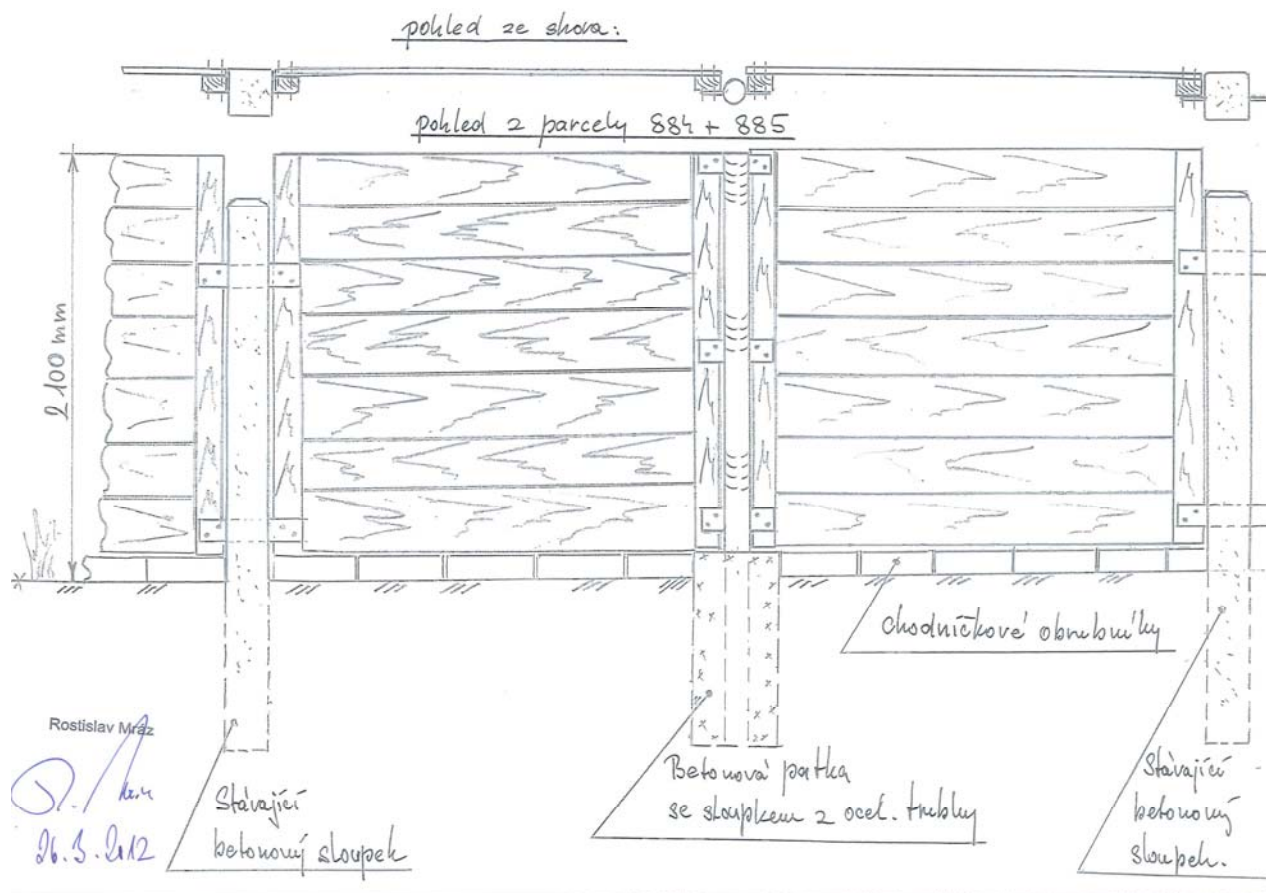 pohled ze shora:
pohled z parcely 884 + 885
2100 mm
chodníčkové obrubníky
Rostislav Mráz
26.3.2012
Stávající
betonový sloupek
Betonová patka
se sloupkem z ocel. trubky
Stávající
betonový
sloupek.